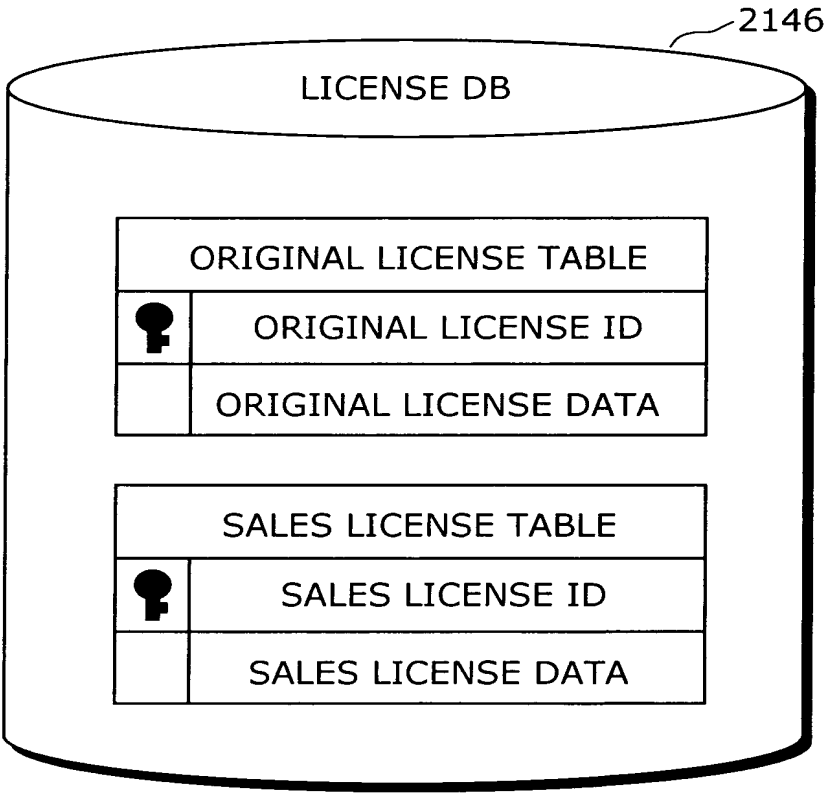 2146
LICENSE DB
ORIGINAL LICENSE TABLE
ORIGINAL LICENSE ID
ORIGINAL LICENSE DATA
SALES LICENSE TABLE
SALES LICENSE ID
SALES LICENSE DATA